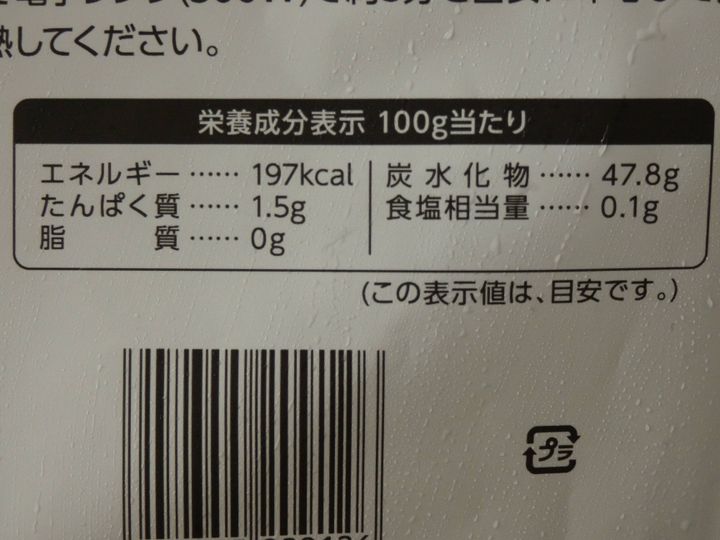 熱してください。
栄養成分表示 100g当たり
エネルギー…… 197kcal
たんぱく質…… 1.5g
脂質…… 0g
炭水化物…… 47.8g
食塩相当量…… 0.1g
(この表示値は、目安です。)
プラ